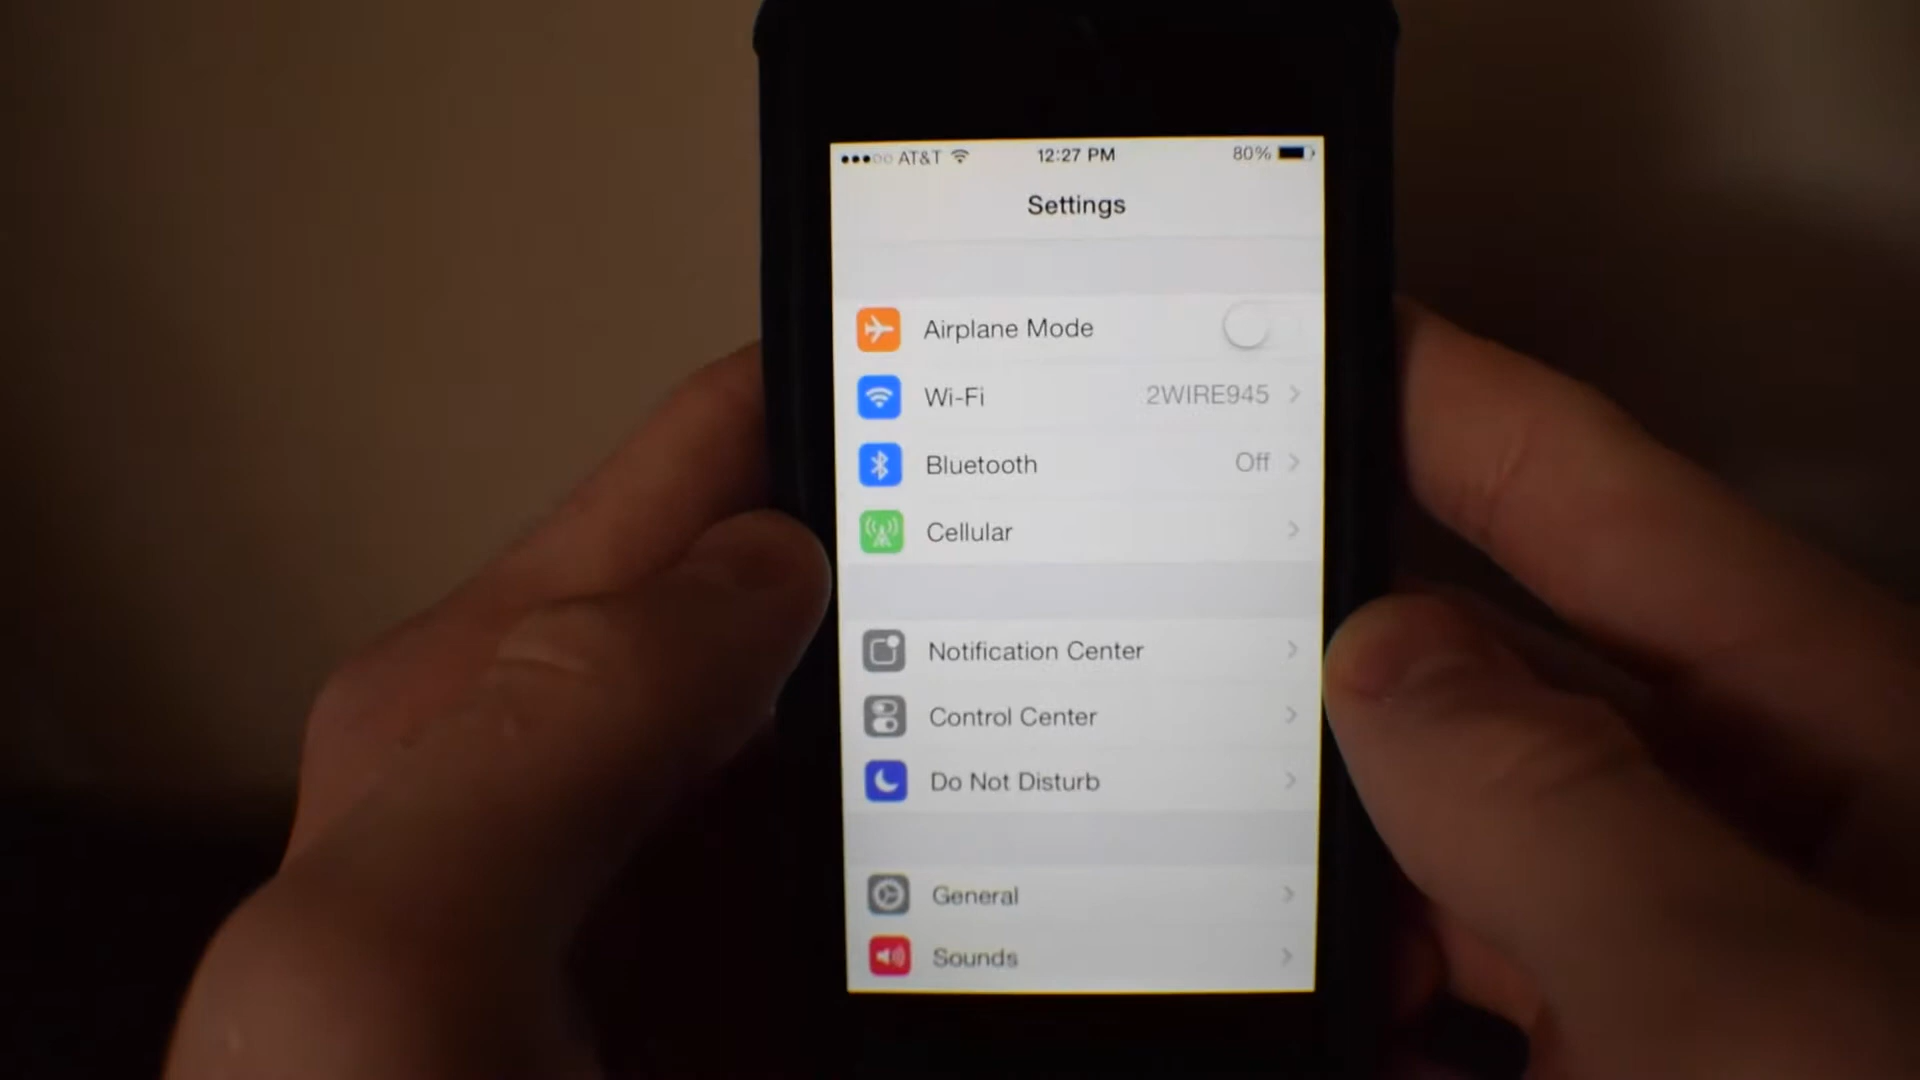 AT&T 12:27 PM 80%
Settings
Airplane Mode
Wi-Fi 2WIRE945
Bluetooth Off
Cellular
Notification Center
Control Center
Do Not Disturb
General
Sounds